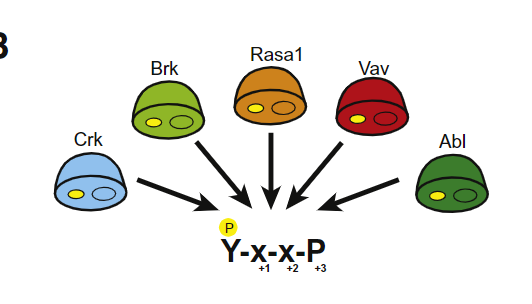 B
Rasa1
Brk
Vav
Crk
Abl
P
Y-x-x-P
+1 +2 +3